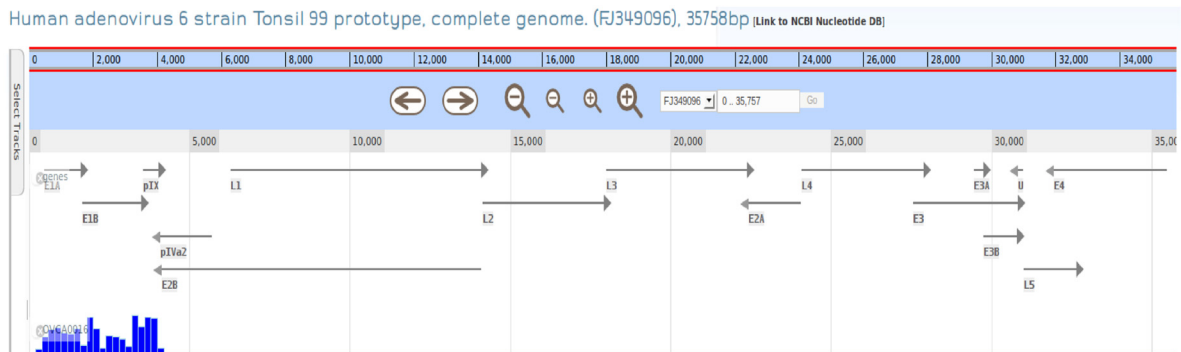 Human adenovirus 6 strain Tonsil 99 prototype, complete genome. (FJ349096), 35758bp [Link to NCBI Nucleotide DB]
0 2,000 4,000 6,000 8,000 10,000 12,000 14,000 16,000 18,000 20,000 22,000 24,000 26,000 28,000 30,000 32,000 34,000
Select Tracks
FJ349096 0 .. 35,757 Go
0 5,000 10,000 15,000 20,000 25,000 30,000 35,0
genes
E1A pIX L1 L3 L4 E3A U E4
E1B L2 E2A E3
pIVa2 E3B
E2B L5